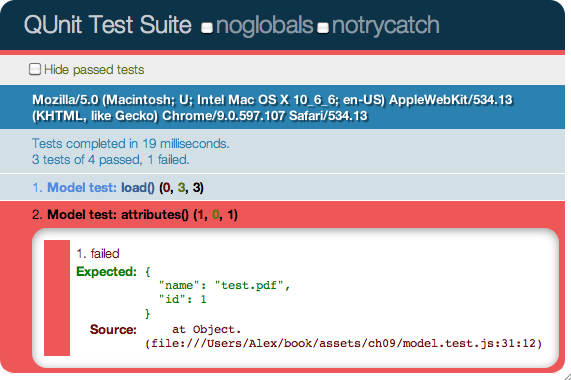 QUnit Test Suite noglobals notrycatch
Hide passed tests
Mozilla/5.0 (Macintosh; U; Intel Mac OS X 10_6_6; en-US) AppleWebKit/534.13
(KHTML, like Gecko) Chrome/9.0.597.107 Safari/534.13
Tests completed in 19 milliseconds.
3 tests of 4 passed, 1 failed.
1. Model test: load() (0, 3, 3)
2. Model test: attributes() (1, 0, 1)
1. failed
Expected: {
"name": "test.pdf",
"id": 1
}
Source: at Object.
(file:///Users/Alex/book/assets/ch09/model.test.js:31:12)